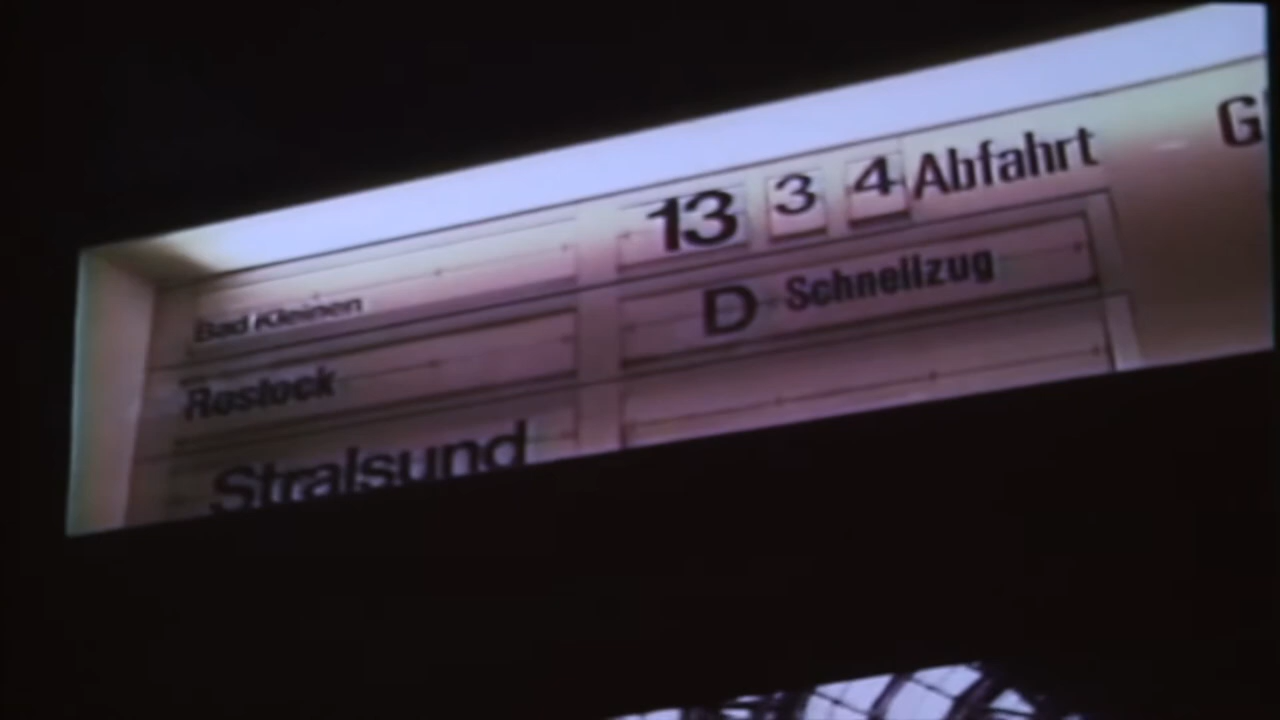 13 3 4 Abfahrt
Bad Kleinen
D-Schnellzug
Rostock
Stralsund